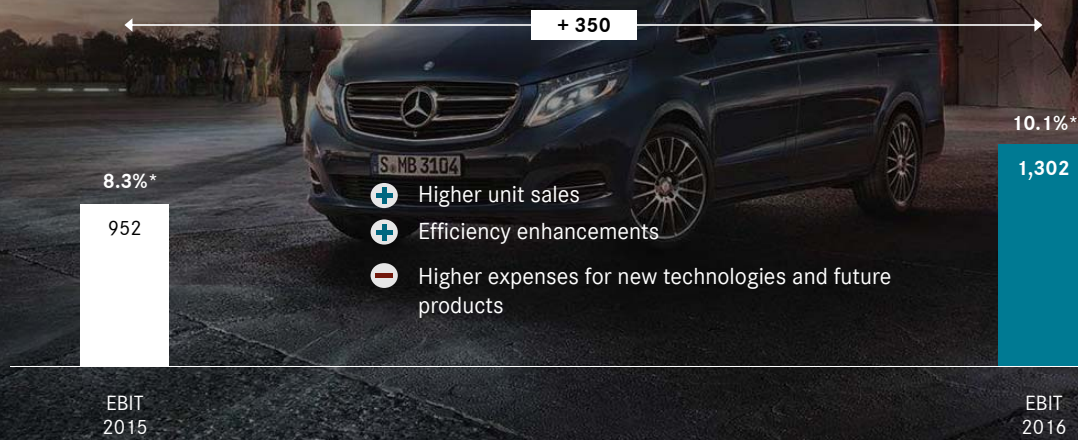 + 350
10.1%*
1,302
8.3%*
952
S MB 3104
Higher unit sales
Efficiency enhancements
Higher expenses for new technologies and future
products
EBIT
2015
EBIT
2016